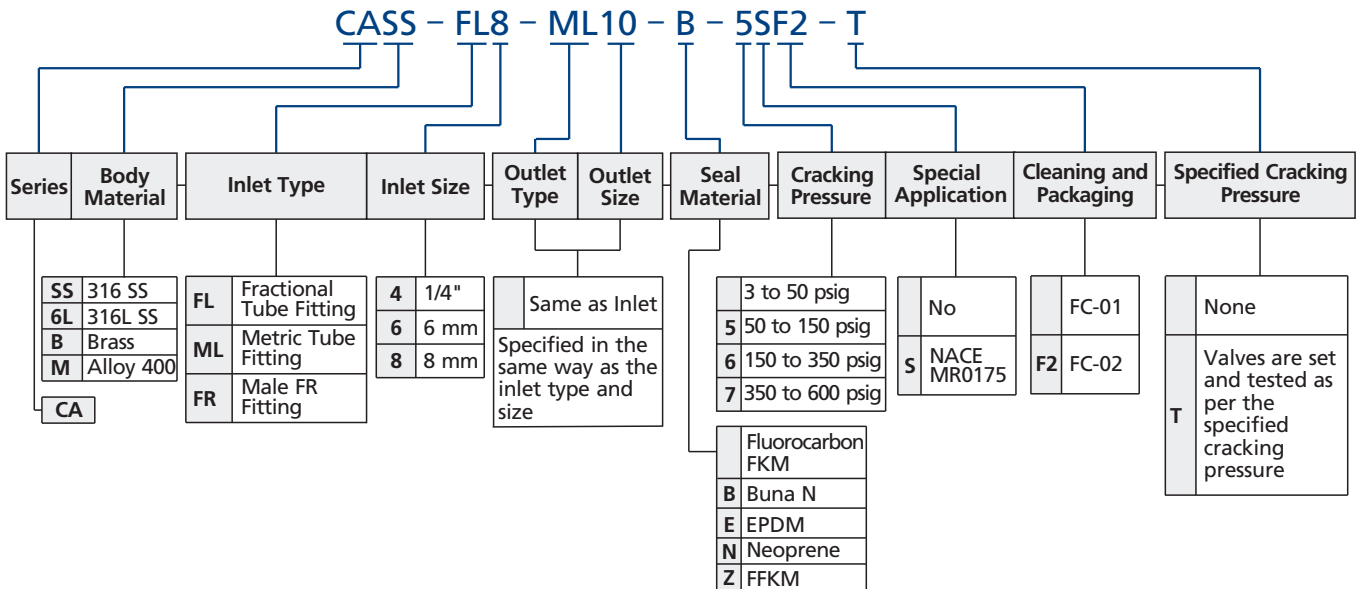 CASS – FL8 – ML10 – B – 5SF2 – T
Series
Body
Material
Inlet Type
Inlet Size
Outlet
Type
Outlet
Size
Seal
Material
Cracking
Pressure
Special
Application
Cleaning and
Packaging
Specified Cracking
Pressure
SS 316 SS
6L 316L SS
B Brass
M Alloy 400
CA
FL Fractional
Tube Fitting
ML Metric Tube
Fitting
FR Male FR
Fitting
4 1/4"
6 6 mm
8 8 mm
Same as Inlet
Specified in the
same way as the
inlet type and
size
Fluorocarbon
FKM
B Buna N
E EPDM
N Neoprene
Z FFKM
3 to 50 psig
5 50 to 150 psig
6 150 to 350 psig
7 350 to 600 psig
No
S NACE
MR0175
FC-01
F2 FC-02
None
T Valves are set
and tested as
per the
specified
cracking
pressure